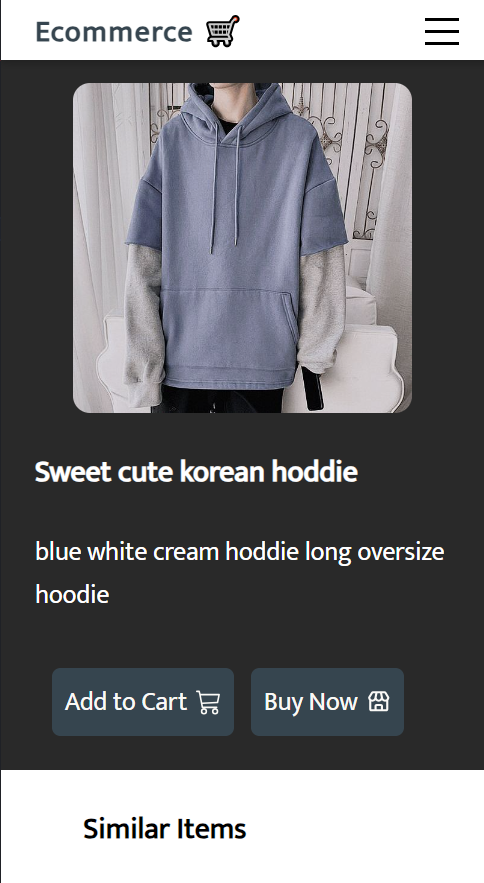 Ecommerce
Sweet cute korean hoddie
blue white cream hoddie long oversize
hoodie
Add to Cart
Buy Now
Similar Items